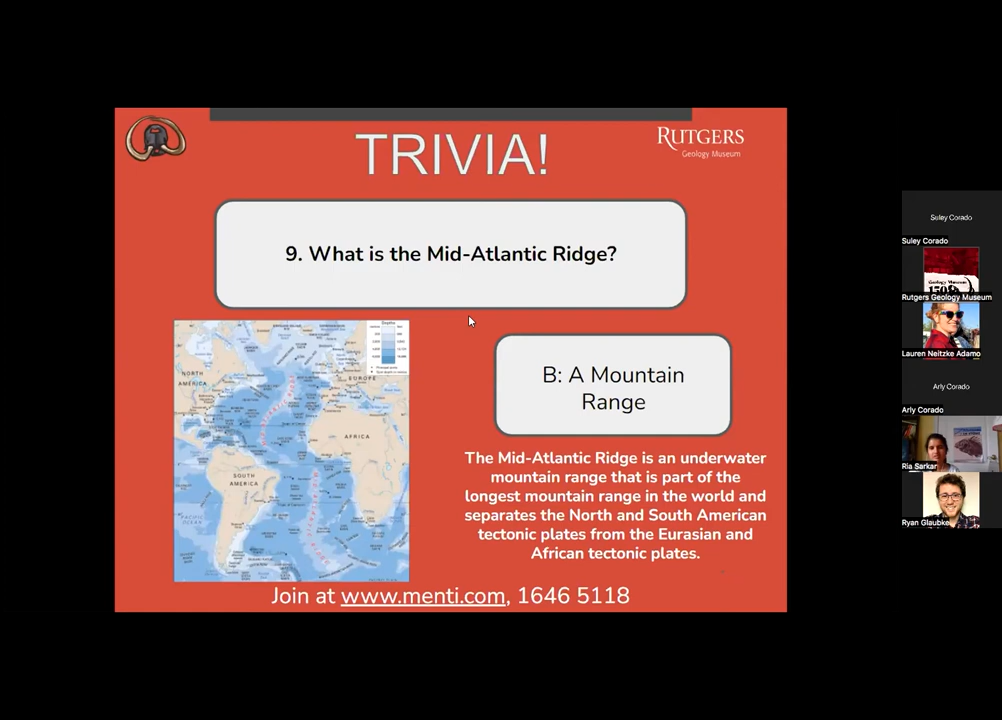 TRIVIA!
RUTGERS
Geology Museum
9. What is the Mid-Atlantic Ridge?
NORTH
AMERICA
EUROPE
AFRICA
SOUTH
AMERICA
PACIFIC
OCEAN
B: A Mountain
Range
The Mid-Atlantic Ridge is an underwater
mountain range that is part of the
longest mountain range in the world and
separates the North and South American
tectonic plates from the Eurasian and
African tectonic plates.
Join at www.menti.com, 1646 5118
Suley Corado
Suley Corado
Geology Museum
Rutgers Geology Museum
Lauren Neitzke Adamo
Arly Corado
Arly Corado
Ria Sarkar
Ryan Glaubke